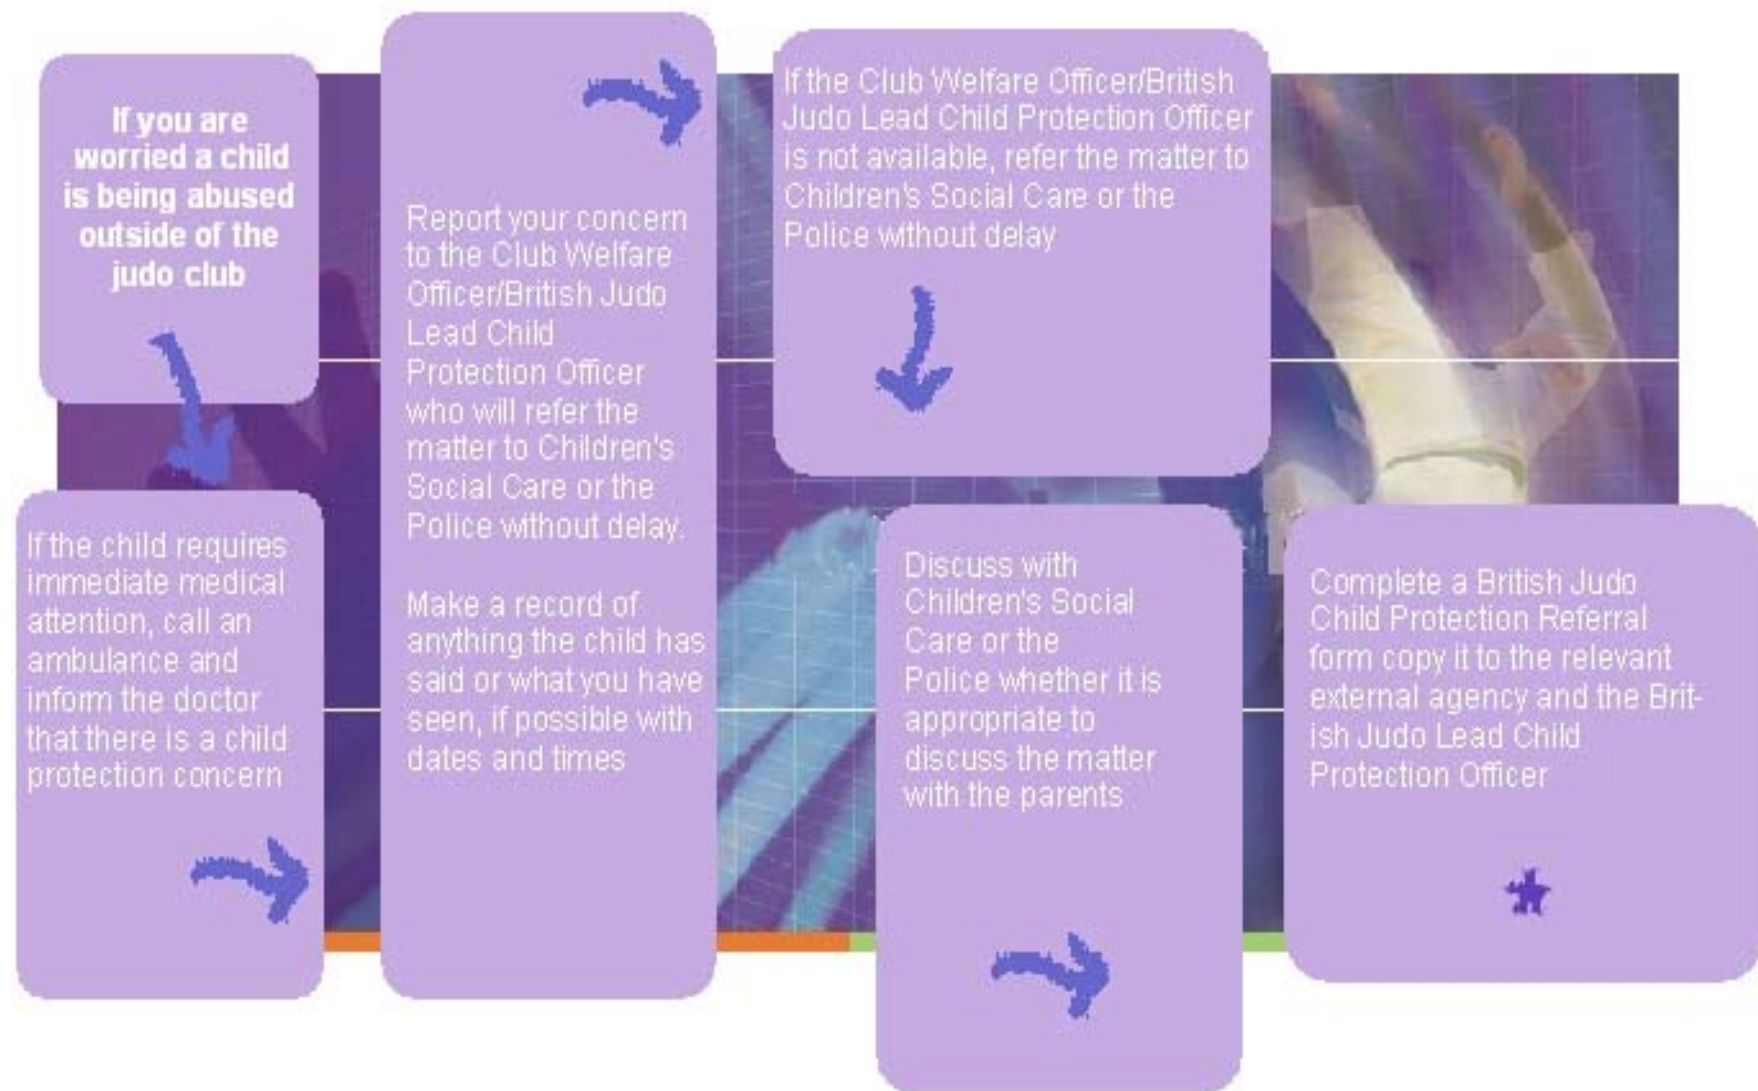 If you are
worried a child
is being abused
outside of the
judo club
If the child requires
immediate medical
attention, call an
ambulance and
inform the doctor
that there is a child
protection concern
Report your concern
to the Club Welfare
Officer/British Judo
Lead Child
Protection Officer
who will refer the
matter to Children's
Social Care or the
Police without delay.
Make a record of
anything the child has
said or what you have
seen, if possible with
dates and times
If the Club Welfare Officer/British
Judo Lead Child Protection Officer
is not available, refer the matter to
Children's Social Care or the
Police without delay
Discuss with
Children's Social
Care or the
Police whether it is
appropriate to
discuss the matter
with the parents
Complete a British Judo
Child Protection Referral
form copy it to the relevant
external agency and the Brit-
ish Judo Lead Child
Protection Officer